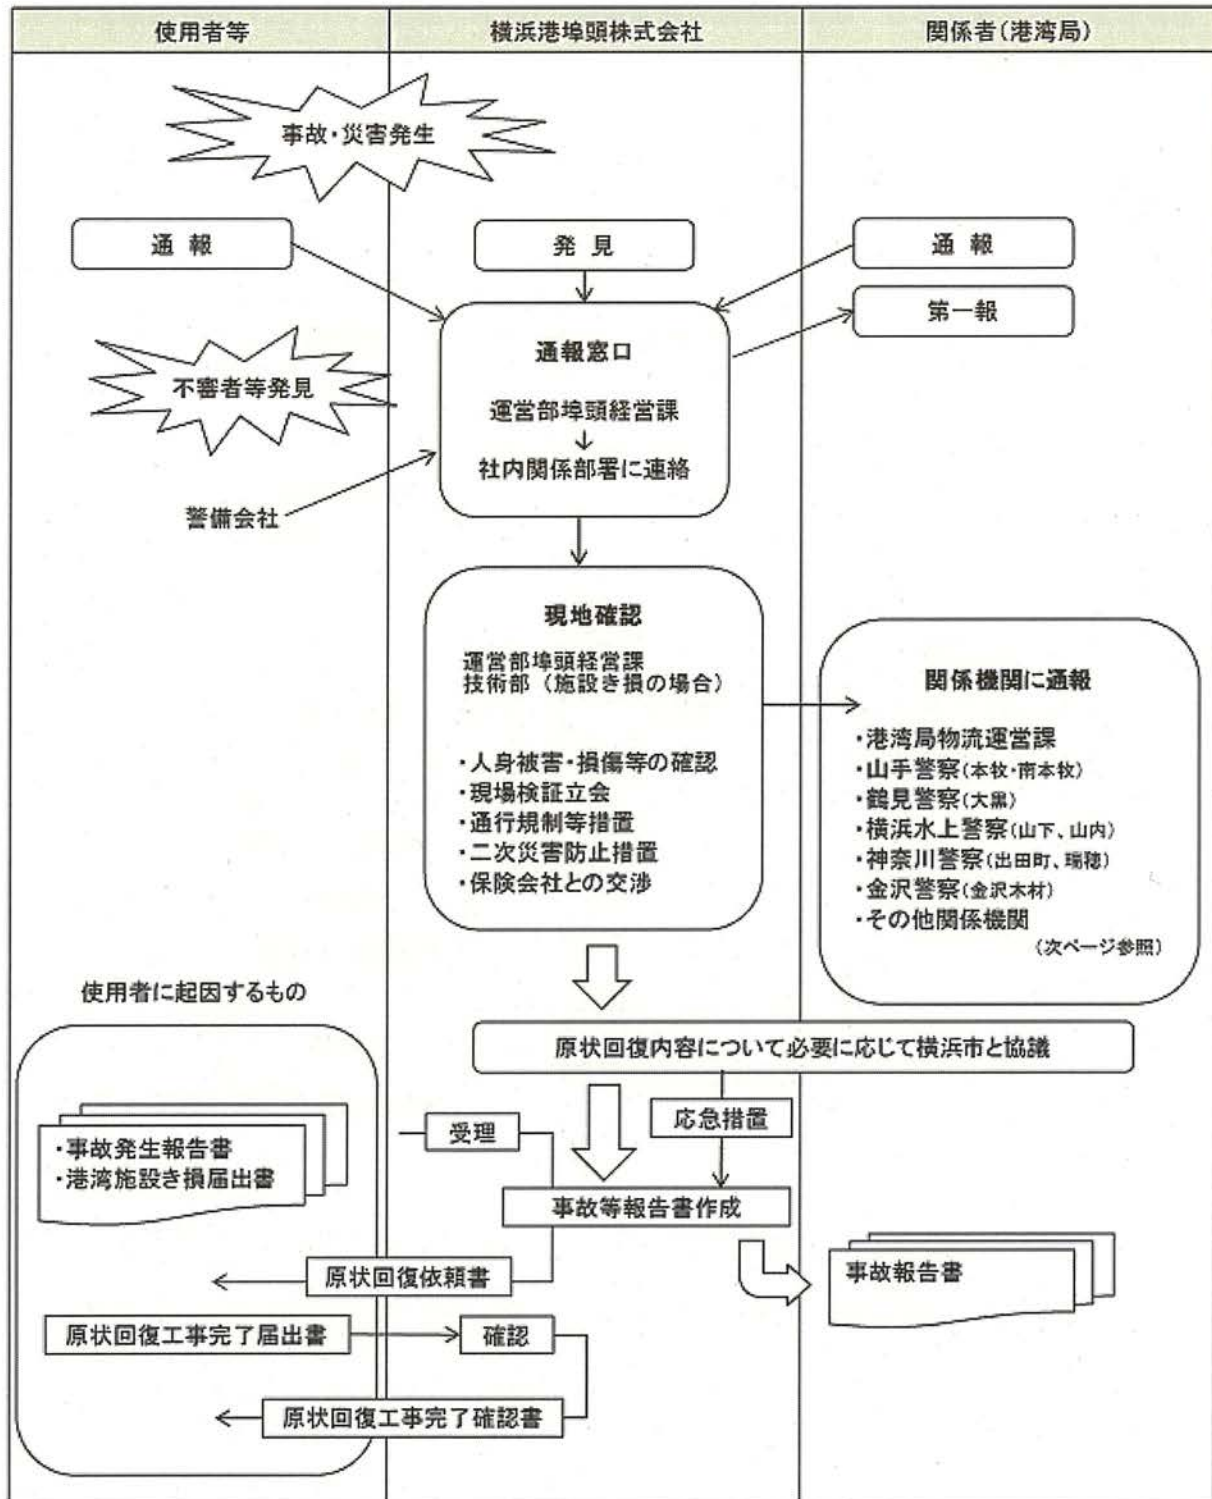 使用者等
横浜港埠頭株式会社
関係者(港湾局)
事故・災害発生
通 報
発 見
通 報
第一報
不審者等発見
通報窓口
運営部埠頭経営課
↓
社内関係部署に連絡
警備会社
現地確認
運営部埠頭経営課
技術部 (施設き損の場合)
・人身被害・損傷等の確認
・現場検証立会
・通行規制等措置
・二次災害防止措置
・保険会社との交渉
関係機関に通報
・港湾局物流運営課
・山手警察(本牧・南本牧)
・鶴見警察(大黒)
・横浜水上警察(山下、山内)
・神奈川警察(出田町、瑞穂)
・金沢警察(金沢木材)
・その他関係機関
(次ページ参照)
使用者に起因するもの
原状回復内容について必要に応じて横浜市と協議
・事故発生報告書
・港湾施設き損届出書
受理
応急措置
事故等報告書作成
原状回復依頼書
事故報告書
原状回復工事完了届出書
確認
原状回復工事完了確認書